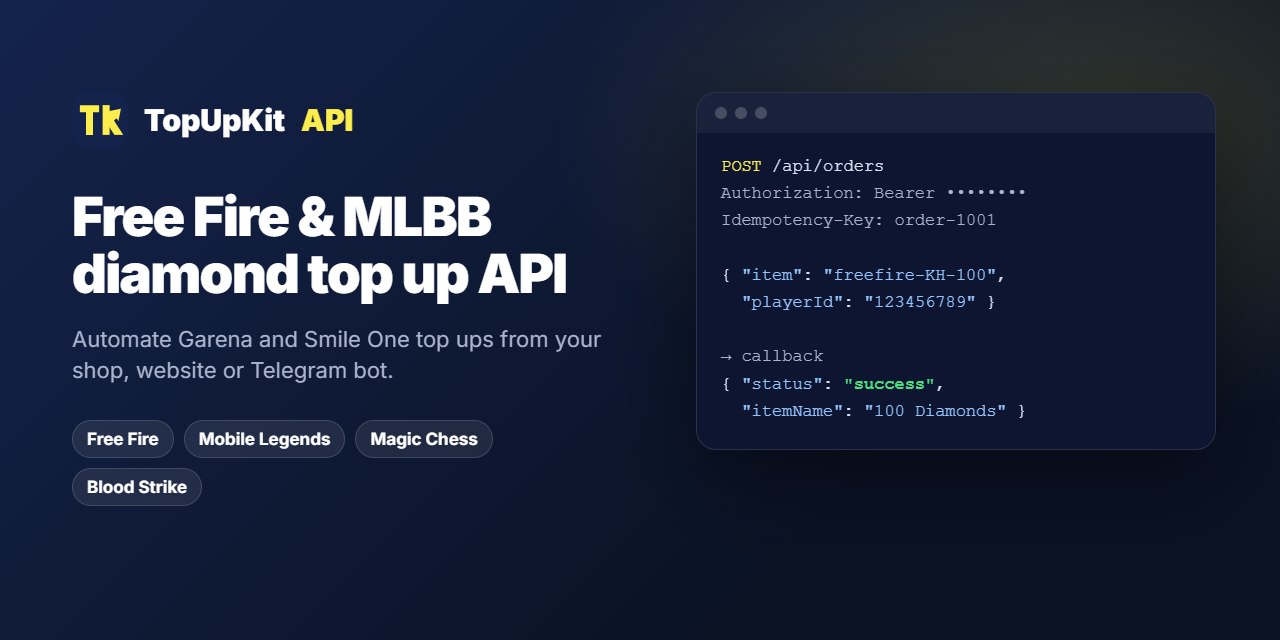 TK TopUpKit API
Free Fire & MLBB
diamond top up API
Automate Garena and Smile One top ups from your
shop, website or Telegram bot.
Free Fire
Mobile Legends
Magic Chess
Blood Strike
POST /api/orders
Authorization: Bearer ••••••••
Idempotency-Key: order-1001
{ "item": "freefire-KH-100",
"playerId": "123456789" }
→ callback
{ "status": "success",
"itemName": "100 Diamonds" }